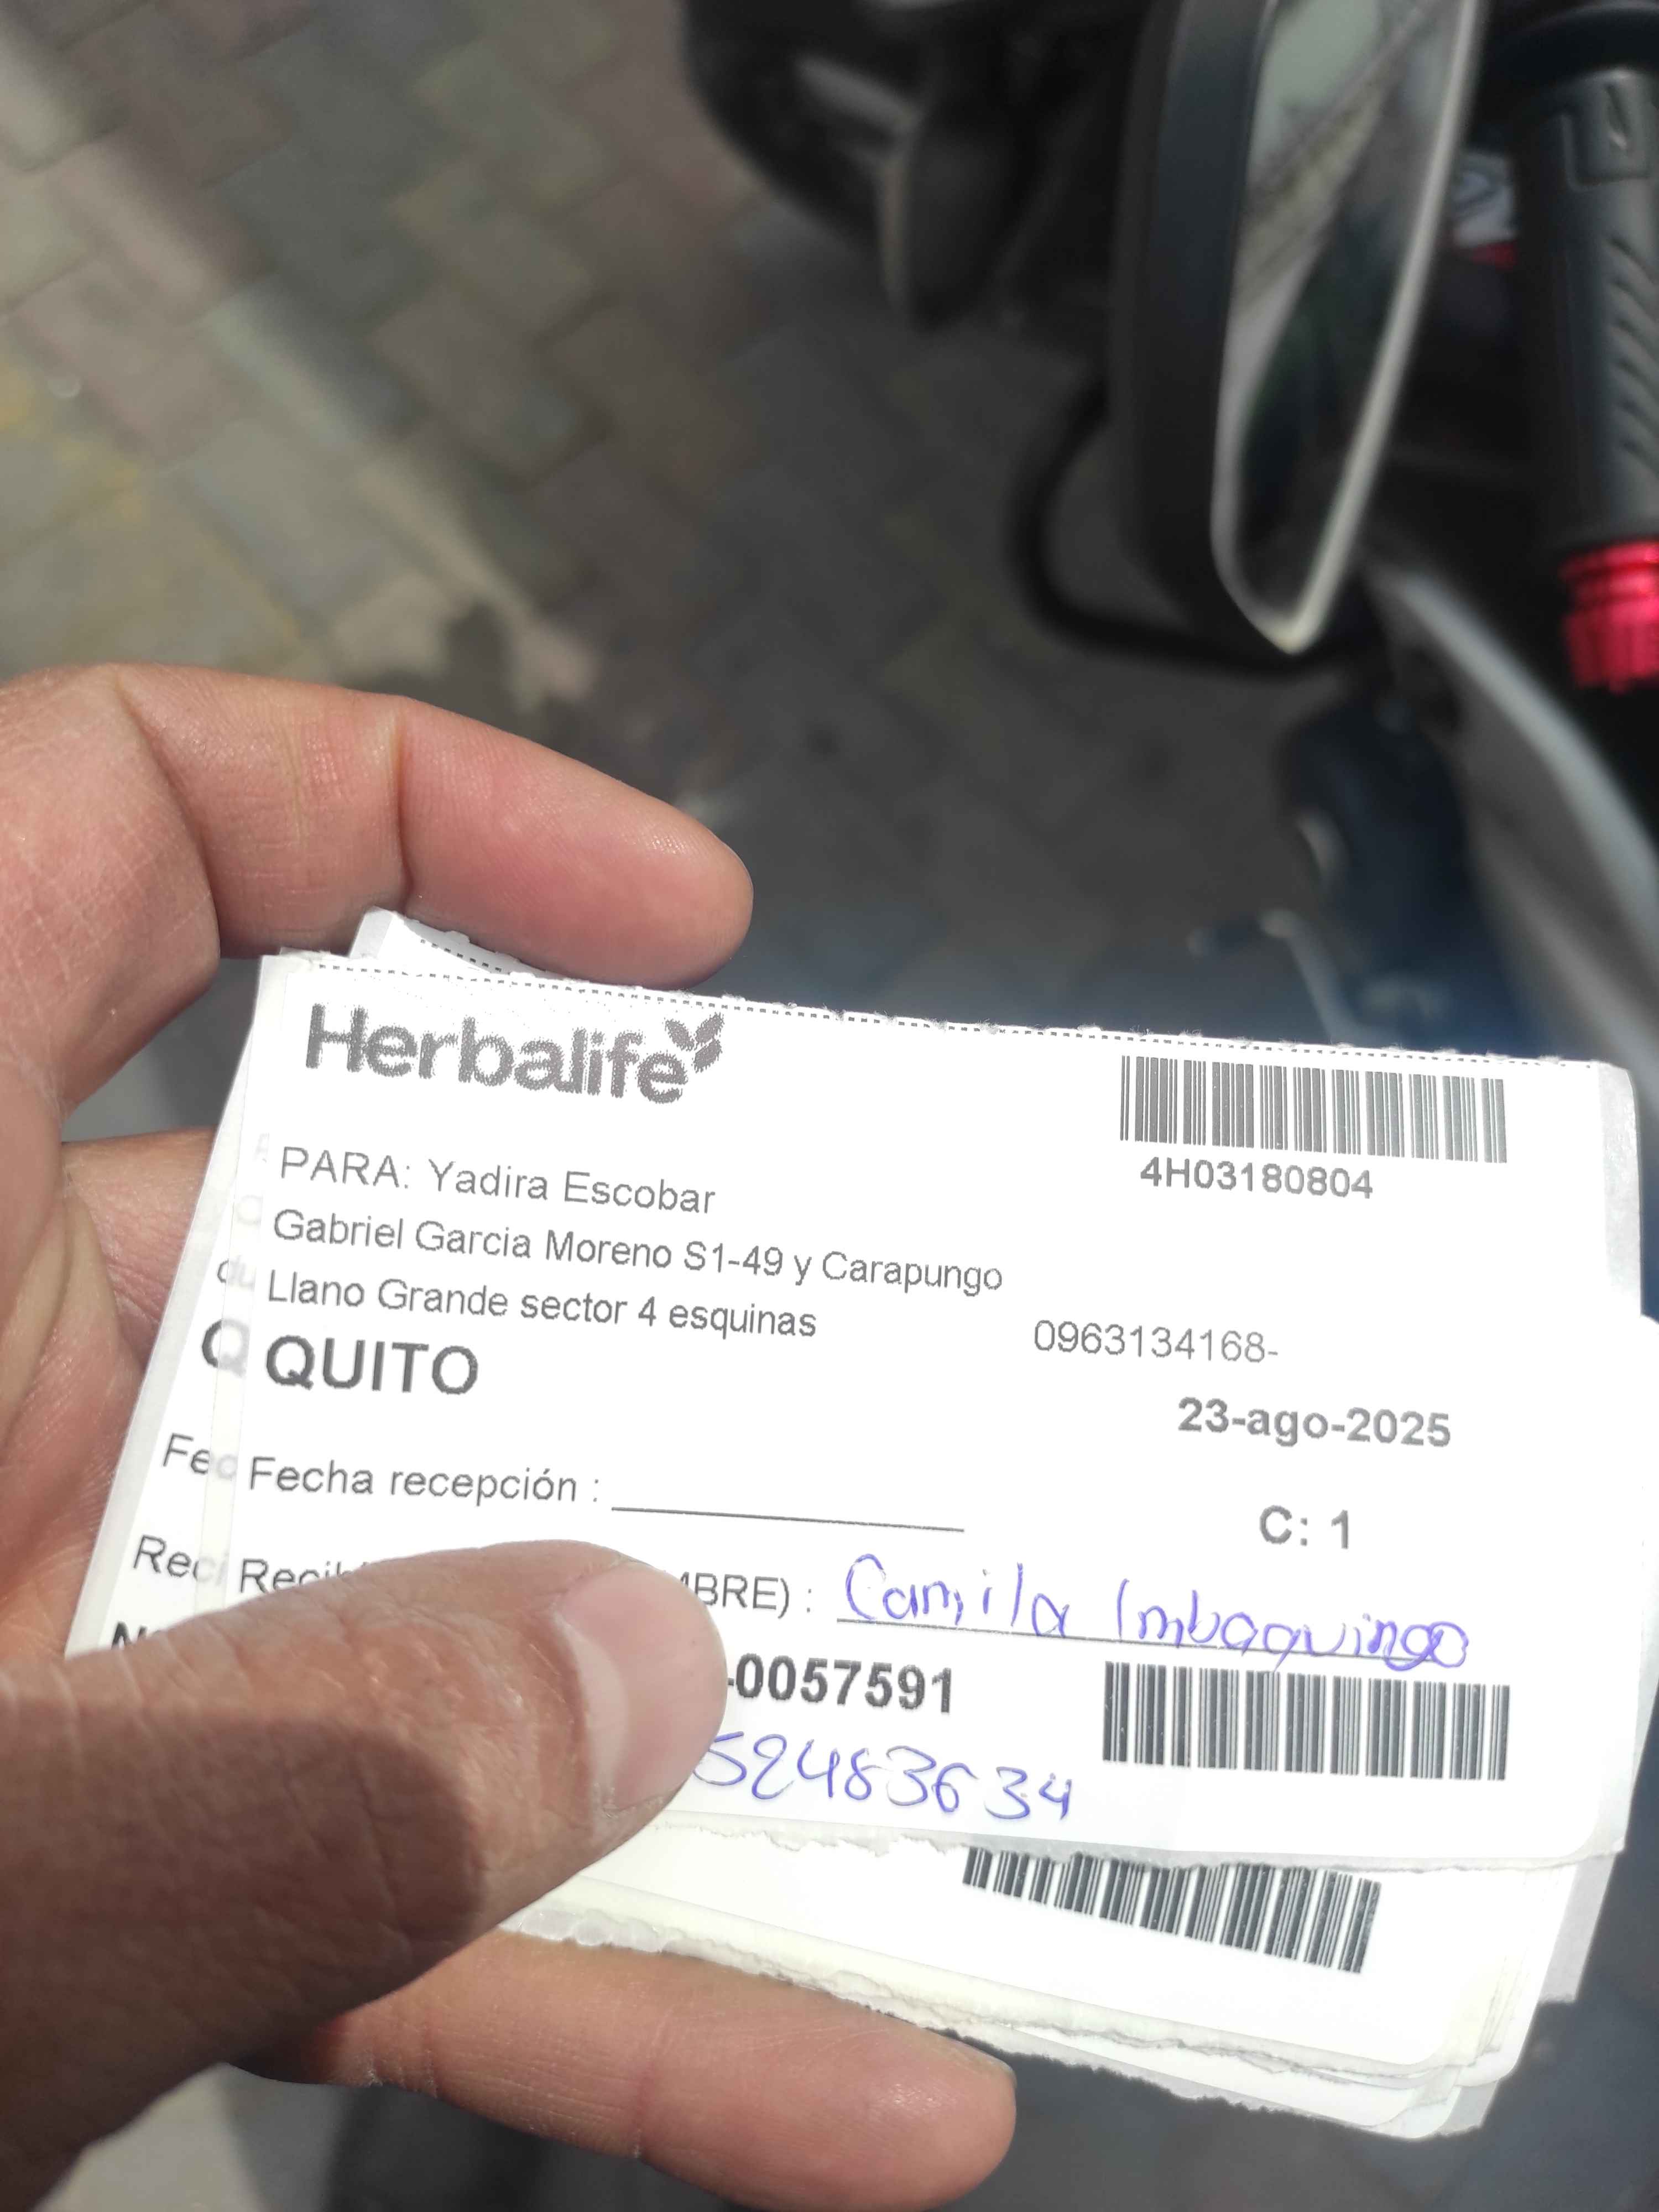 Herbalife
4H03180804
PARA: Yadira Escobar
Gabriel Garcia Moreno S1-49 y Carapungo
Llano Grande sector 4 esquinas
0963134168-
QUITO
23-ago-2025
Fecha recepción :
C: 1
MBRE) : Camila Imbaquingo
-0057591
52483634